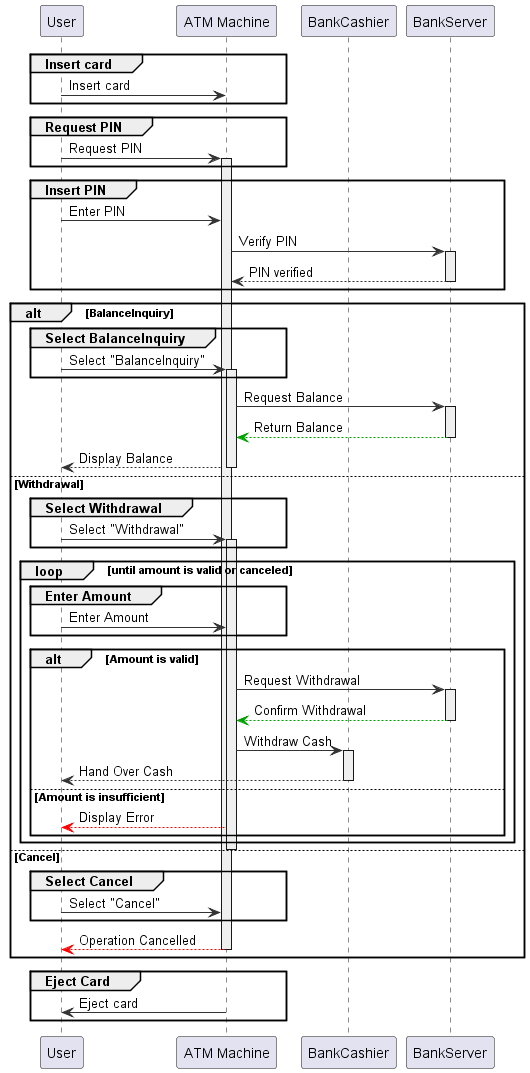 User ATM Machine BankCashier BankServer
Insert card
Insert card
Request PIN
Request PIN
Insert PIN
Enter PIN
Verify PIN
PIN verified
alt [BalanceInquiry]
Select BalanceInquiry
Select "BalanceInquiry"
Request Balance
Return Balance
Display Balance
[Withdrawal]
Select Withdrawal
Select "Withdrawal"
loop [until amount is valid or canceled]
Enter Amount
Enter Amount
alt [Amount is valid]
Request Withdrawal
Confirm Withdrawal
Withdraw Cash
Hand Over Cash
[Amount is insufficient]
Display Error
[Cancel]
Select Cancel
Select "Cancel"
Operation Cancelled
Eject Card
Eject card
User ATM Machine BankCashier BankServer